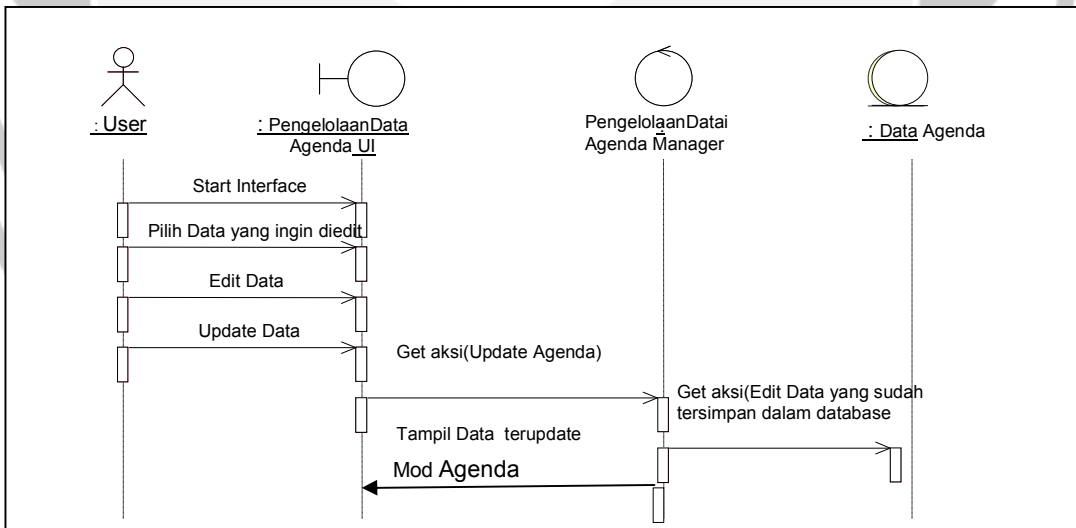 : User
: PengelolaanData
Agenda UI
:
PengelolaanDatai
Agenda Manager
: Data Agenda
Start Interface
Pilih Data yang ingin diedit
Edit Data
Update Data
Get aksi(Update Agenda)
Get aksi(Edit Data yang sudah
tersimpan dalam database
Tampil Data terupdate
Mod Agenda